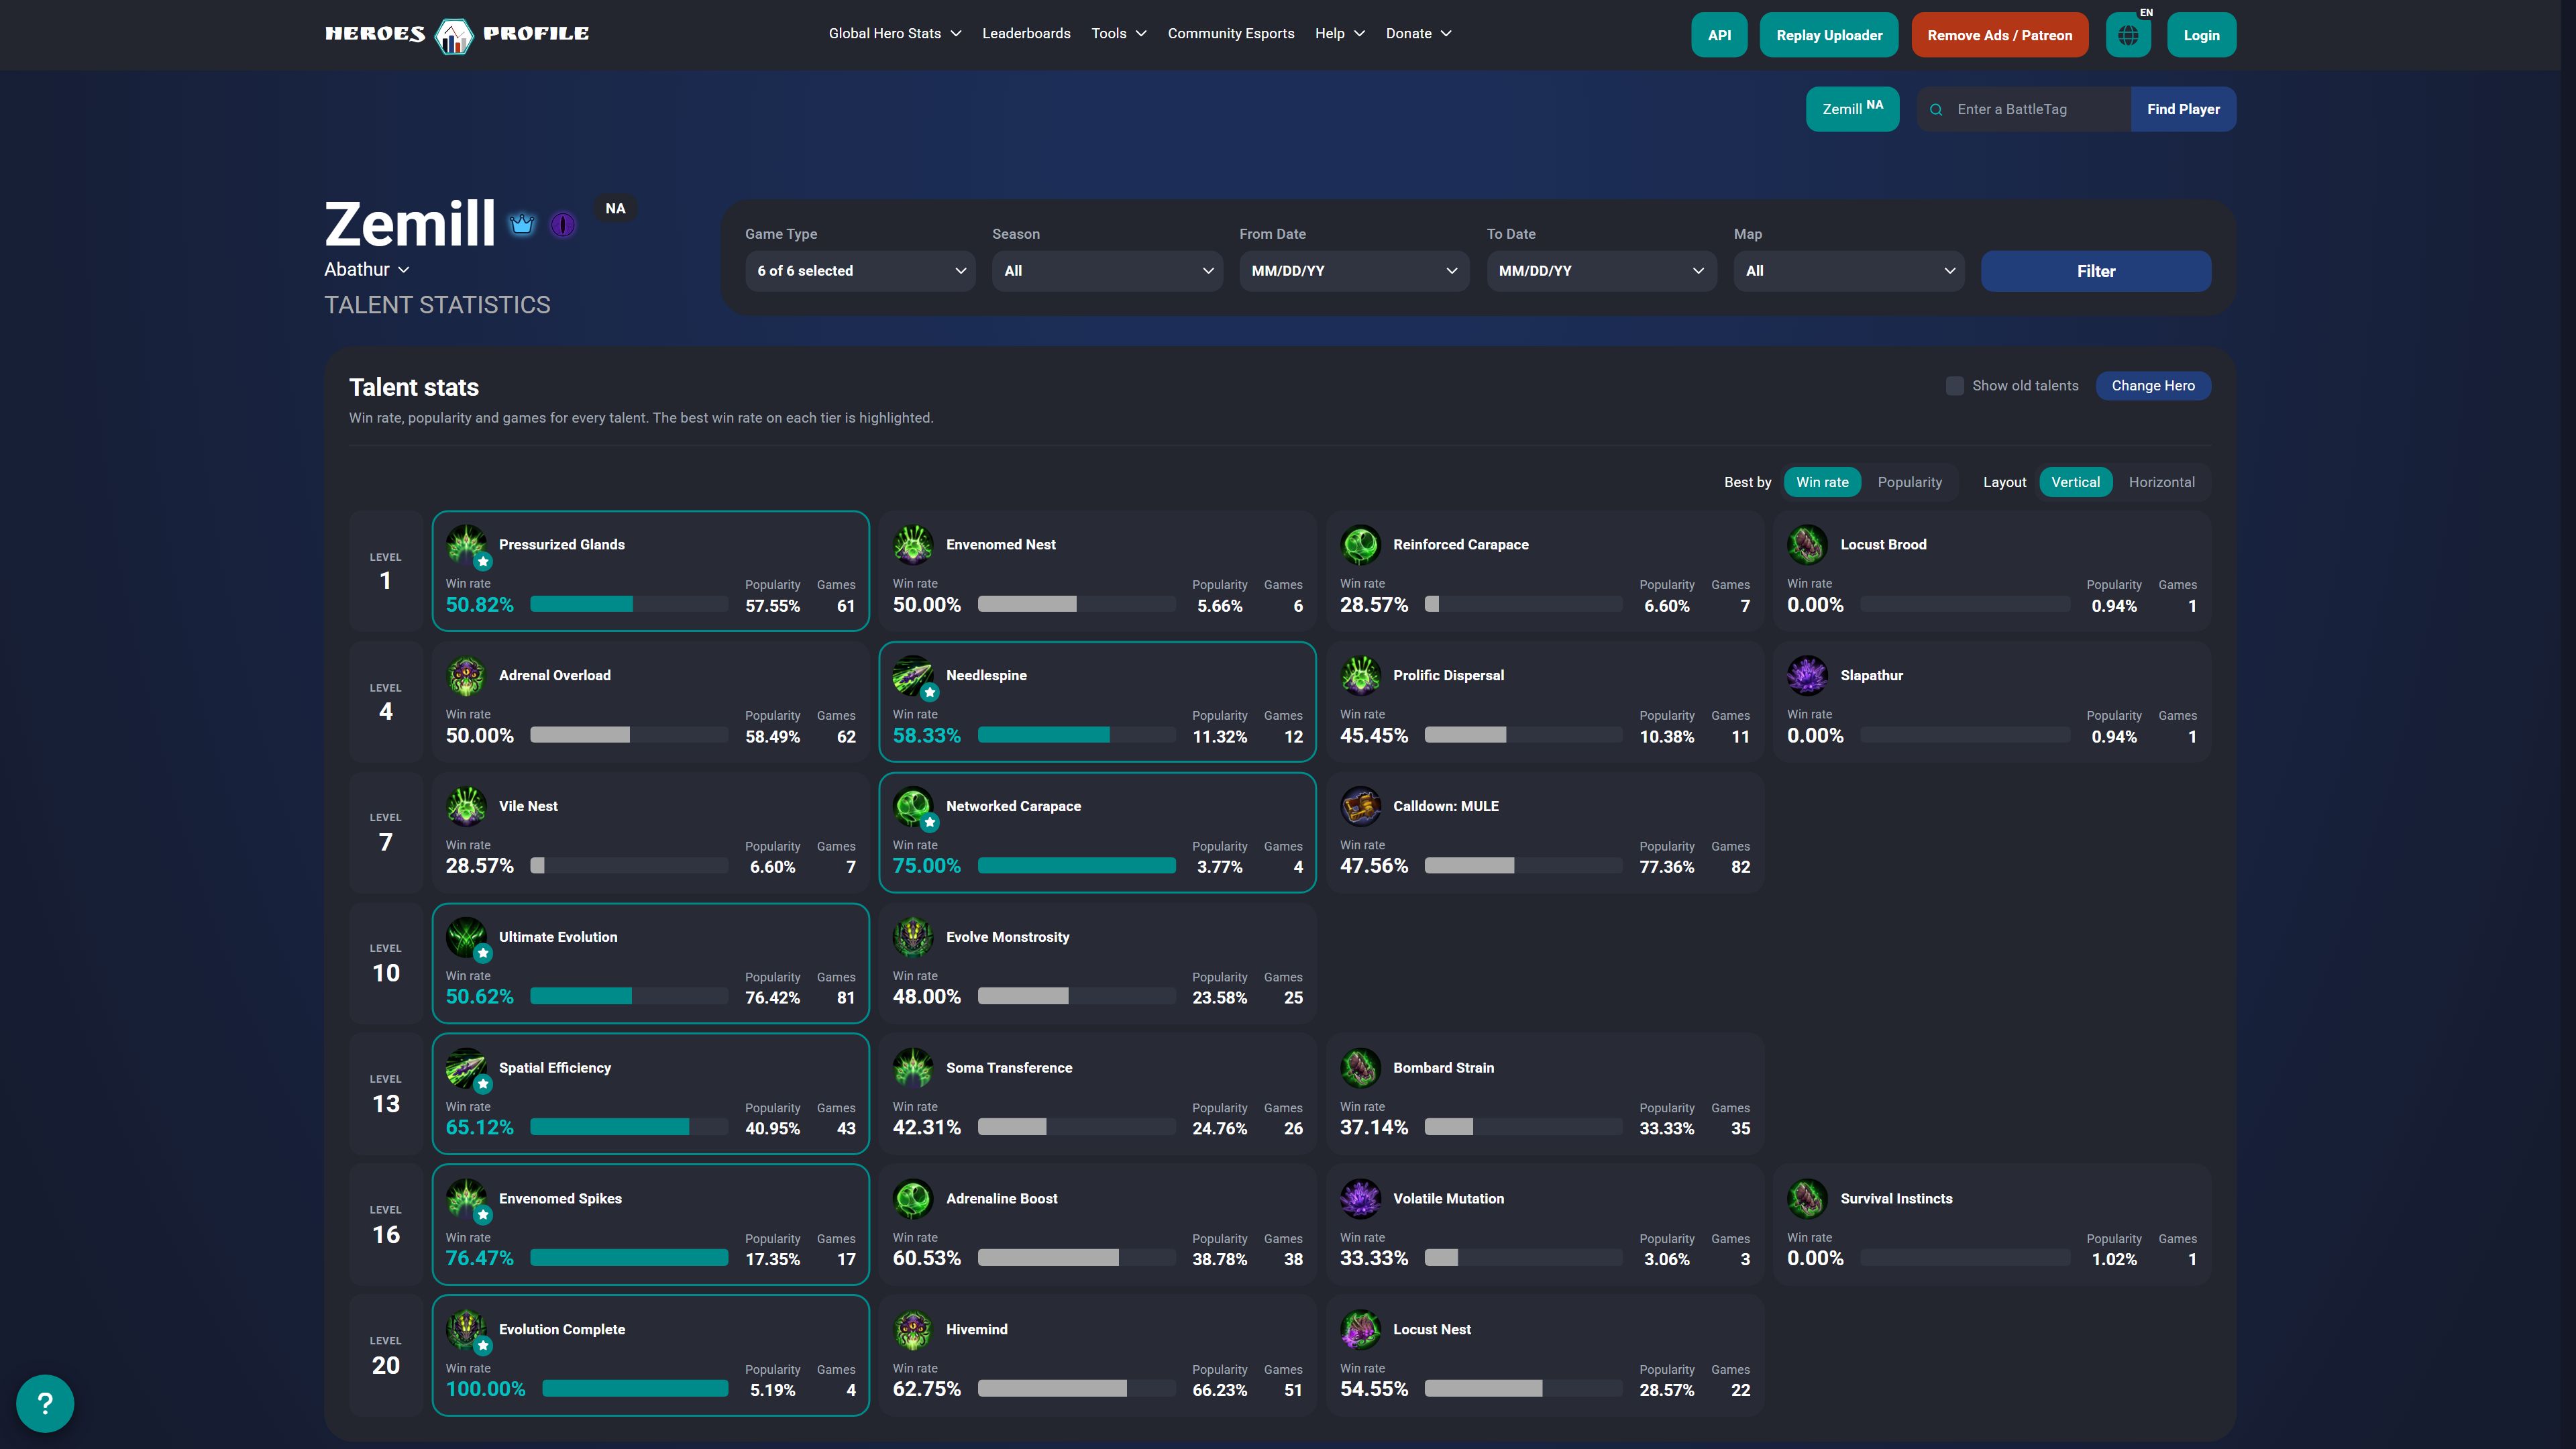 HEROES PROFILE
Global Hero Stats Leaderboards Tools Community Esports Help Donate
API Replay Uploader Remove Ads / Patreon EN Login
Zemill NA Enter a BattleTag Find Player
Zemill NA
Abathur
TALENT STATISTICS
Game Type Season From Date To Date Map
6 of 6 selected All MM/DD/YY MM/DD/YY All Filter
Talent stats
Show old talents Change Hero
Win rate, popularity and games for every talent. The best win rate on each tier is highlighted.
Best by Win rate Popularity Layout Vertical Horizontal
LEVEL
1
Pressurized Glands
Win rate Popularity Games
50.82% 57.55% 61
Envenomed Nest
Win rate Popularity Games
50.00% 5.66% 6
Reinforced Carapace
Win rate Popularity Games
28.57% 6.60% 7
Locust Brood
Win rate Popularity Games
0.00% 0.94% 1
LEVEL
4
Adrenal Overload
Win rate Popularity Games
50.00% 58.49% 62
Needlespine
Win rate Popularity Games
58.33% 11.32% 12
Prolific Dispersal
Win rate Popularity Games
45.45% 10.38% 11
Slapathur
Win rate Popularity Games
0.00% 0.94% 1
LEVEL
7
Vile Nest
Win rate Popularity Games
28.57% 6.60% 7
Networked Carapace
Win rate Popularity Games
75.00% 3.77% 4
Calldown: MULE
Win rate Popularity Games
47.56% 77.36% 82
LEVEL
10
Ultimate Evolution
Win rate Popularity Games
50.62% 76.42% 81
Evolve Monstrosity
Win rate Popularity Games
48.00% 23.58% 25
LEVEL
13
Spatial Efficiency
Win rate Popularity Games
65.12% 40.95% 43
Soma Transference
Win rate Popularity Games
42.31% 24.76% 26
Bombard Strain
Win rate Popularity Games
37.14% 33.33% 35
LEVEL
16
Envenomed Spikes
Win rate Popularity Games
76.47% 17.35% 17
Adrenaline Boost
Win rate Popularity Games
60.53% 38.78% 38
Volatile Mutation
Win rate Popularity Games
33.33% 3.06% 3
Survival Instincts
Win rate Popularity Games
0.00% 1.02% 1
LEVEL
20
Evolution Complete
Win rate Popularity Games
100.00% 5.19% 4
Hivemind
Win rate Popularity Games
62.75% 66.23% 51
Locust Nest
Win rate Popularity Games
54.55% 28.57% 22
?